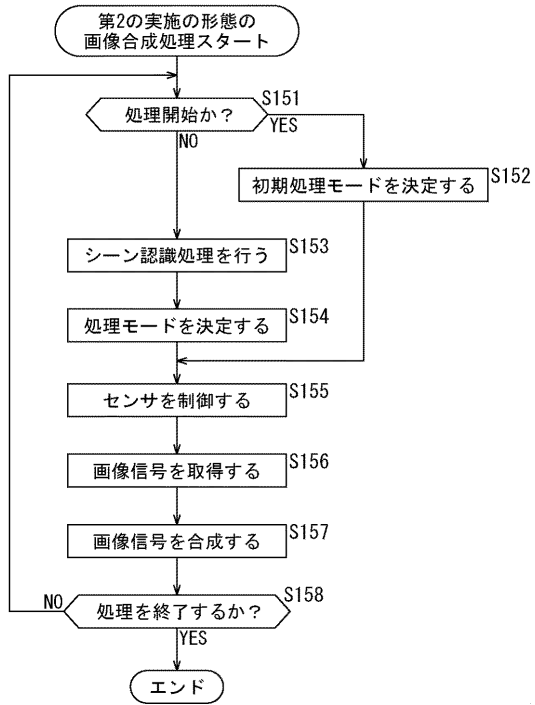 第2の実施の形態の
画像合成処理スタート
処理開始か？
S151
YES
NO
初期処理モードを決定する
S152
シーン認識処理を行う
S153
処理モードを決定する
S154
センサを制御する
S155
画像信号を取得する
S156
画像信号を合成する
S157
処理を終了するか？
S158
NO
YES
エンド